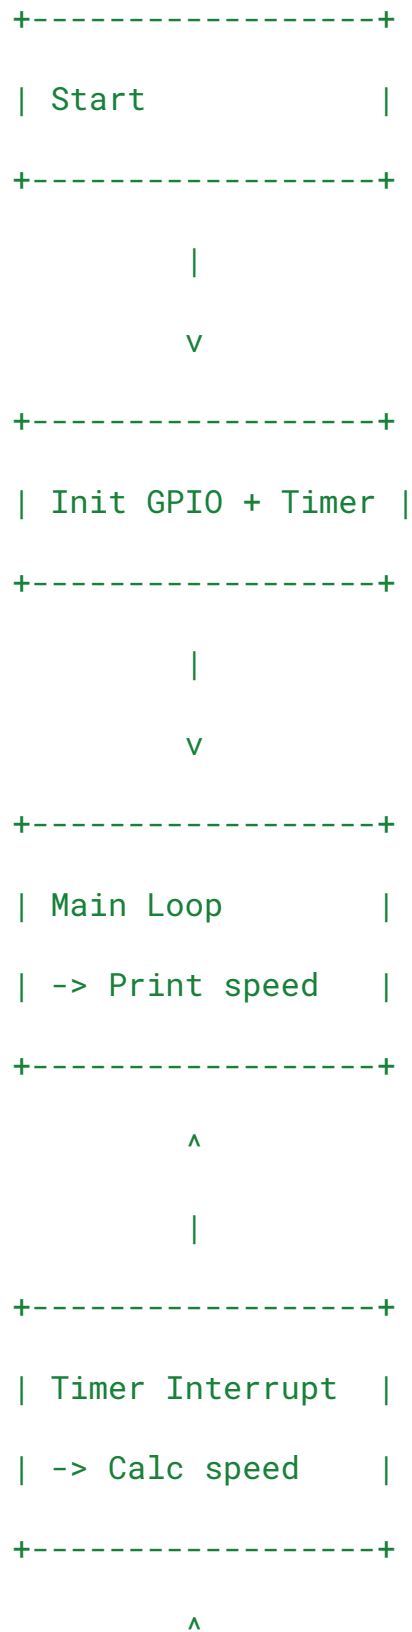 +------------------+
| Start            |
+------------------+
         |
         v
+------------------+
| Init GPIO + Timer |
+------------------+
         |
         v
+------------------+
| Main Loop        |
| -> Print speed   |
+------------------+
         ^
         |
+------------------+
| Timer Interrupt  |
| -> Calc speed    |
+------------------+
         ^